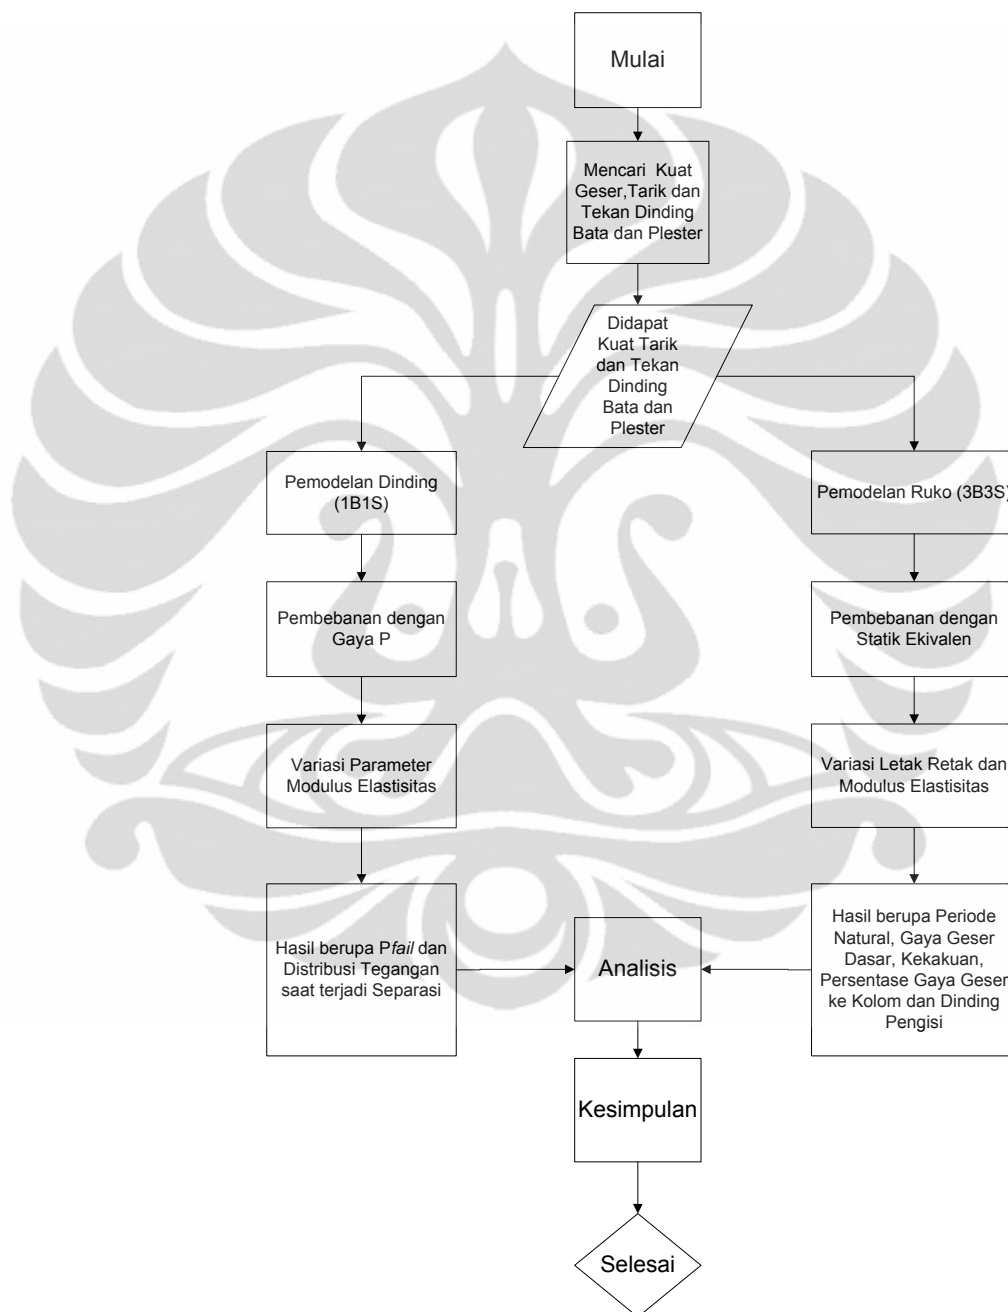 Mulai
Mencari Kuat
Geser,Tarik dan
Tekan Dinding
Bata dan Plester
Didapat
Kuat Tarik
dan Tekan
Dinding
Bata dan
Plester
Pemodelan Dinding
(1B1S)
Pembebanan dengan
Gaya P
Variasi Parameter
Modulus Elastisitas
Hasil berupa Pfail dan
Distribusi Tegangan
saat terjadi Separasi
Pemodelan Ruko (3B3S)
Pembebanan dengan
Statik Ekivalen
Variasi Letak Retak dan
Modulus Elastisitas
Hasil berupa Periode
Natural, Gaya Geser
Dasar, Kekakuan,
Persentase Gaya Geser
ke Kolom dan Dinding
Pengisi
Analisis
Kesimpulan
Selesai